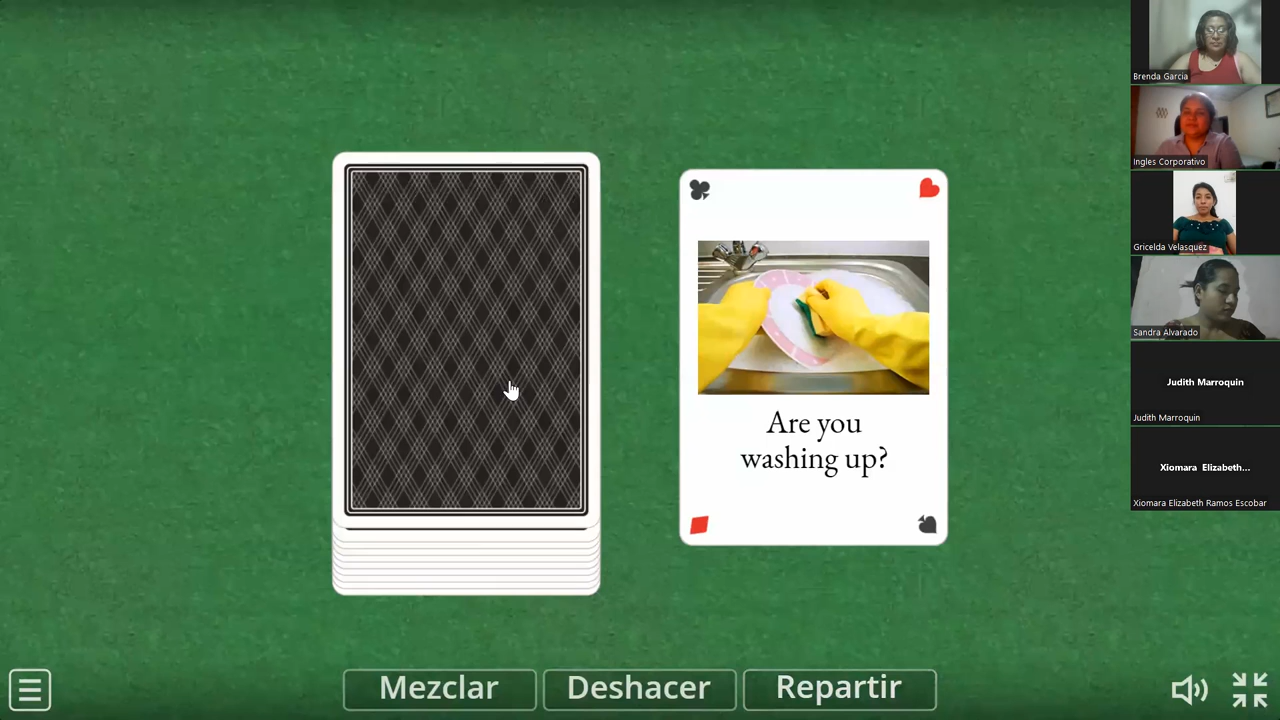 Are you
washing up?
Mezclar
Deshacer
Repartir
Brenda Garcia
Ingles Corporativo
Gricelda Velasquez
Sandra Alvarado
Judith Marroquin
Judith Marroquin
Xiomara Elizabeth...
Xiomara Elizabeth Ramos Escobar